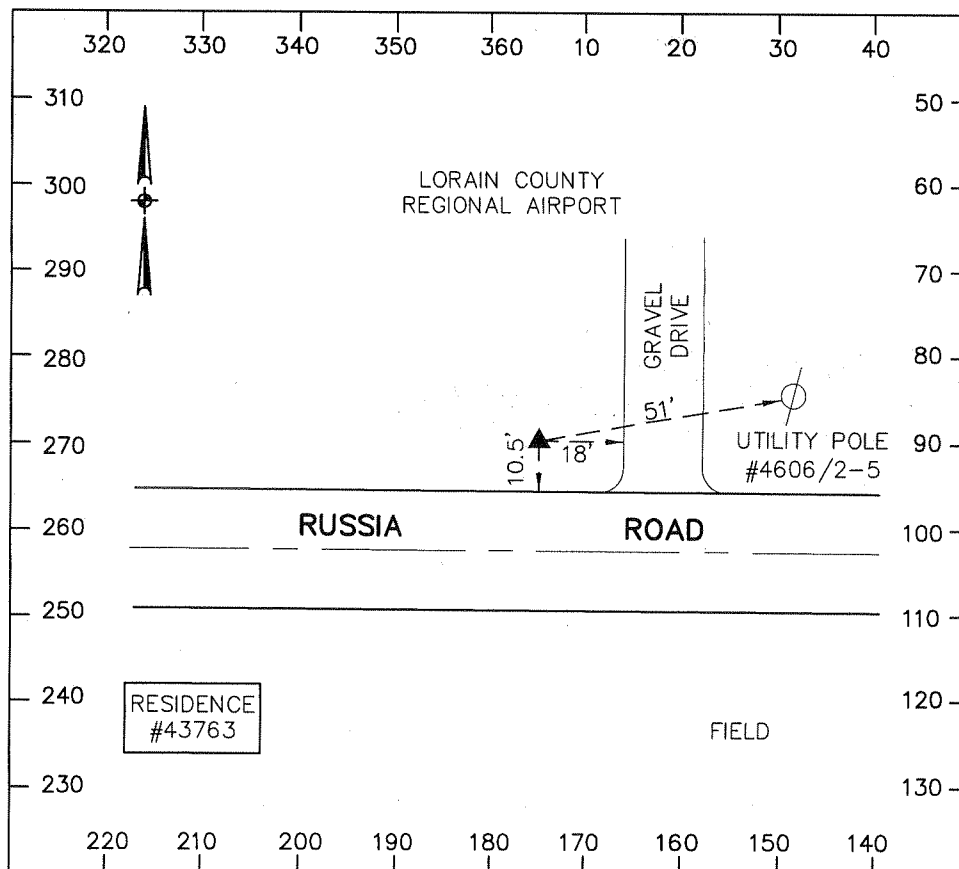 320 330 340 350 360 10 20 30 40
310 50
300 60
290 70
280 80
270 90
260 100
250 110
240 120
230 130
220 210 200 190 180 170 160 150 140
LORAIN COUNTY
REGIONAL AIRPORT
GRAVEL
DRIVE
51'
18'
10.5'
UTILITY POLE
#4606/2-5
RUSSIA ROAD
RESIDENCE
#43763
FIELD